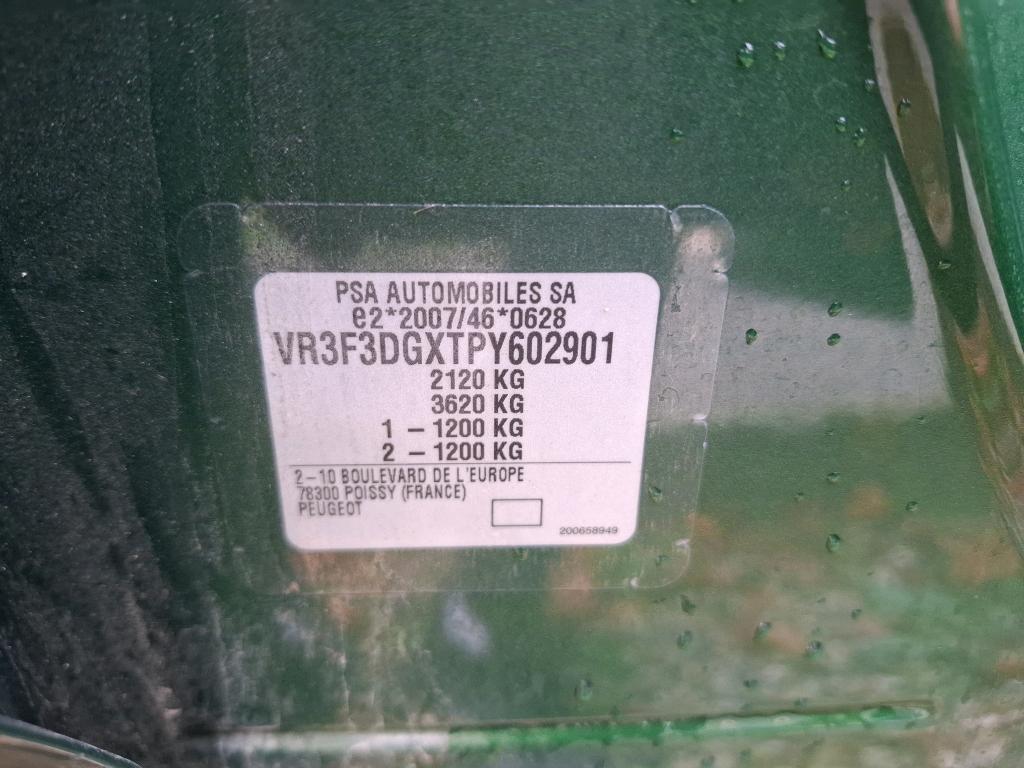 PSA AUTOMOBILES SA
e2*2007/46*0628
VR3F3DGXTPY602901
2120 KG
3620 KG
1 - 1200 KG
2 - 1200 KG
2-10 BOULEVARD DE L'EUROPE
78300 POISSY (FRANCE)
PEUGEOT
200658949